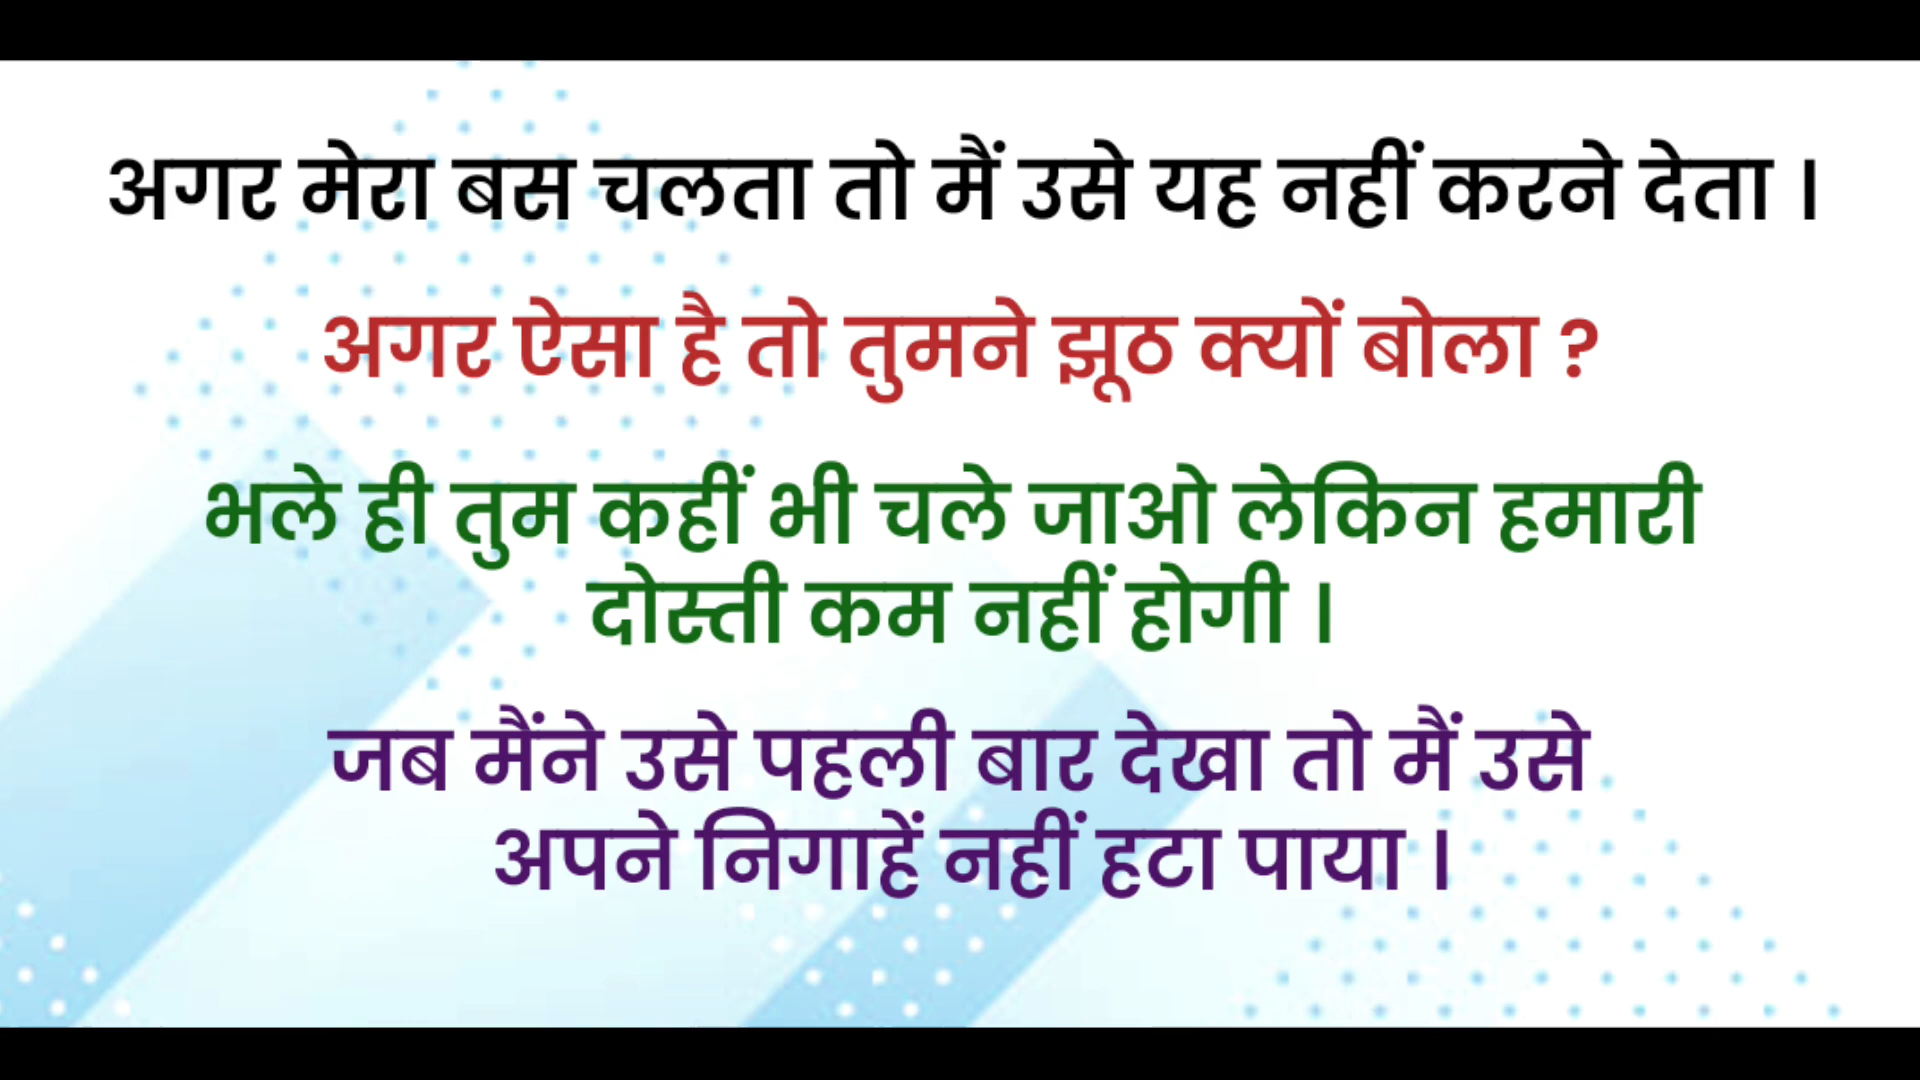 अगर मेरा बस चलता तो मैं उसे यह नहीं करने देता ।
अगर ऐसा है तो तुमने झूठ क्यों बोला ?
भले ही तुम कहीं भी चले जाओ लेकिन हमारी
दोस्ती कम नहीं होगी ।
जब मैंने उसे पहली बार देखा तो मैं उसे
अपने निगाहें नहीं हटा पाया ।